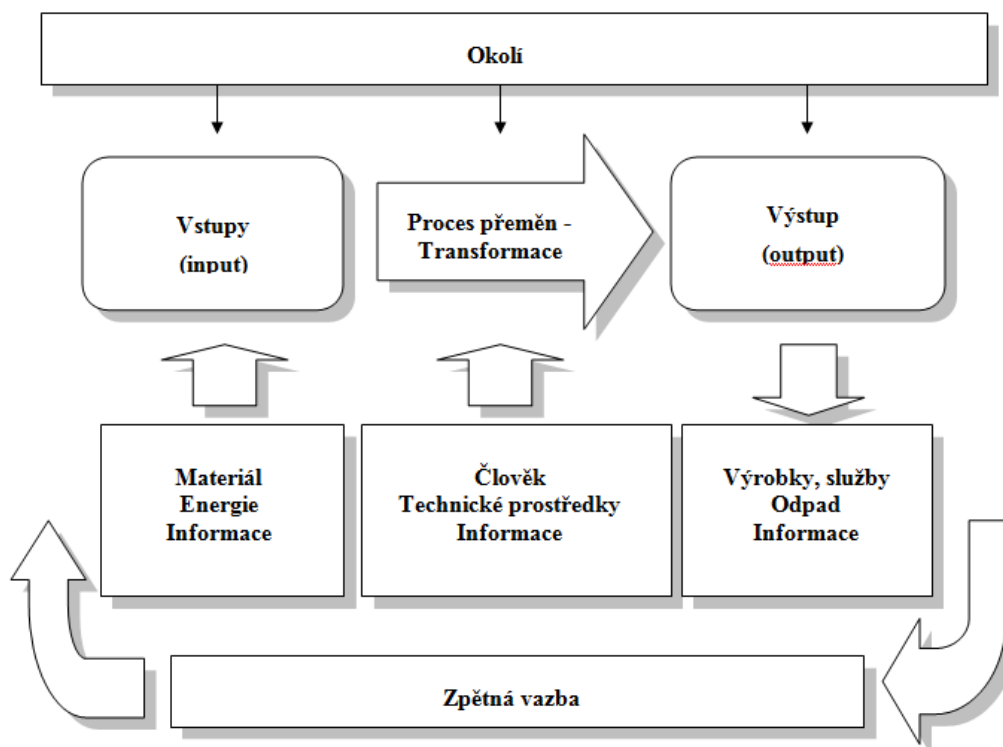 Okolí
Vstupy
(input)
Proces přeměn -
Transformace
Výstup
(output)
Materiál
Energie
Informace
Člověk
Technické prostředky
Informace
Výrobky, služby
Odpad
Informace
Zpětná vazba